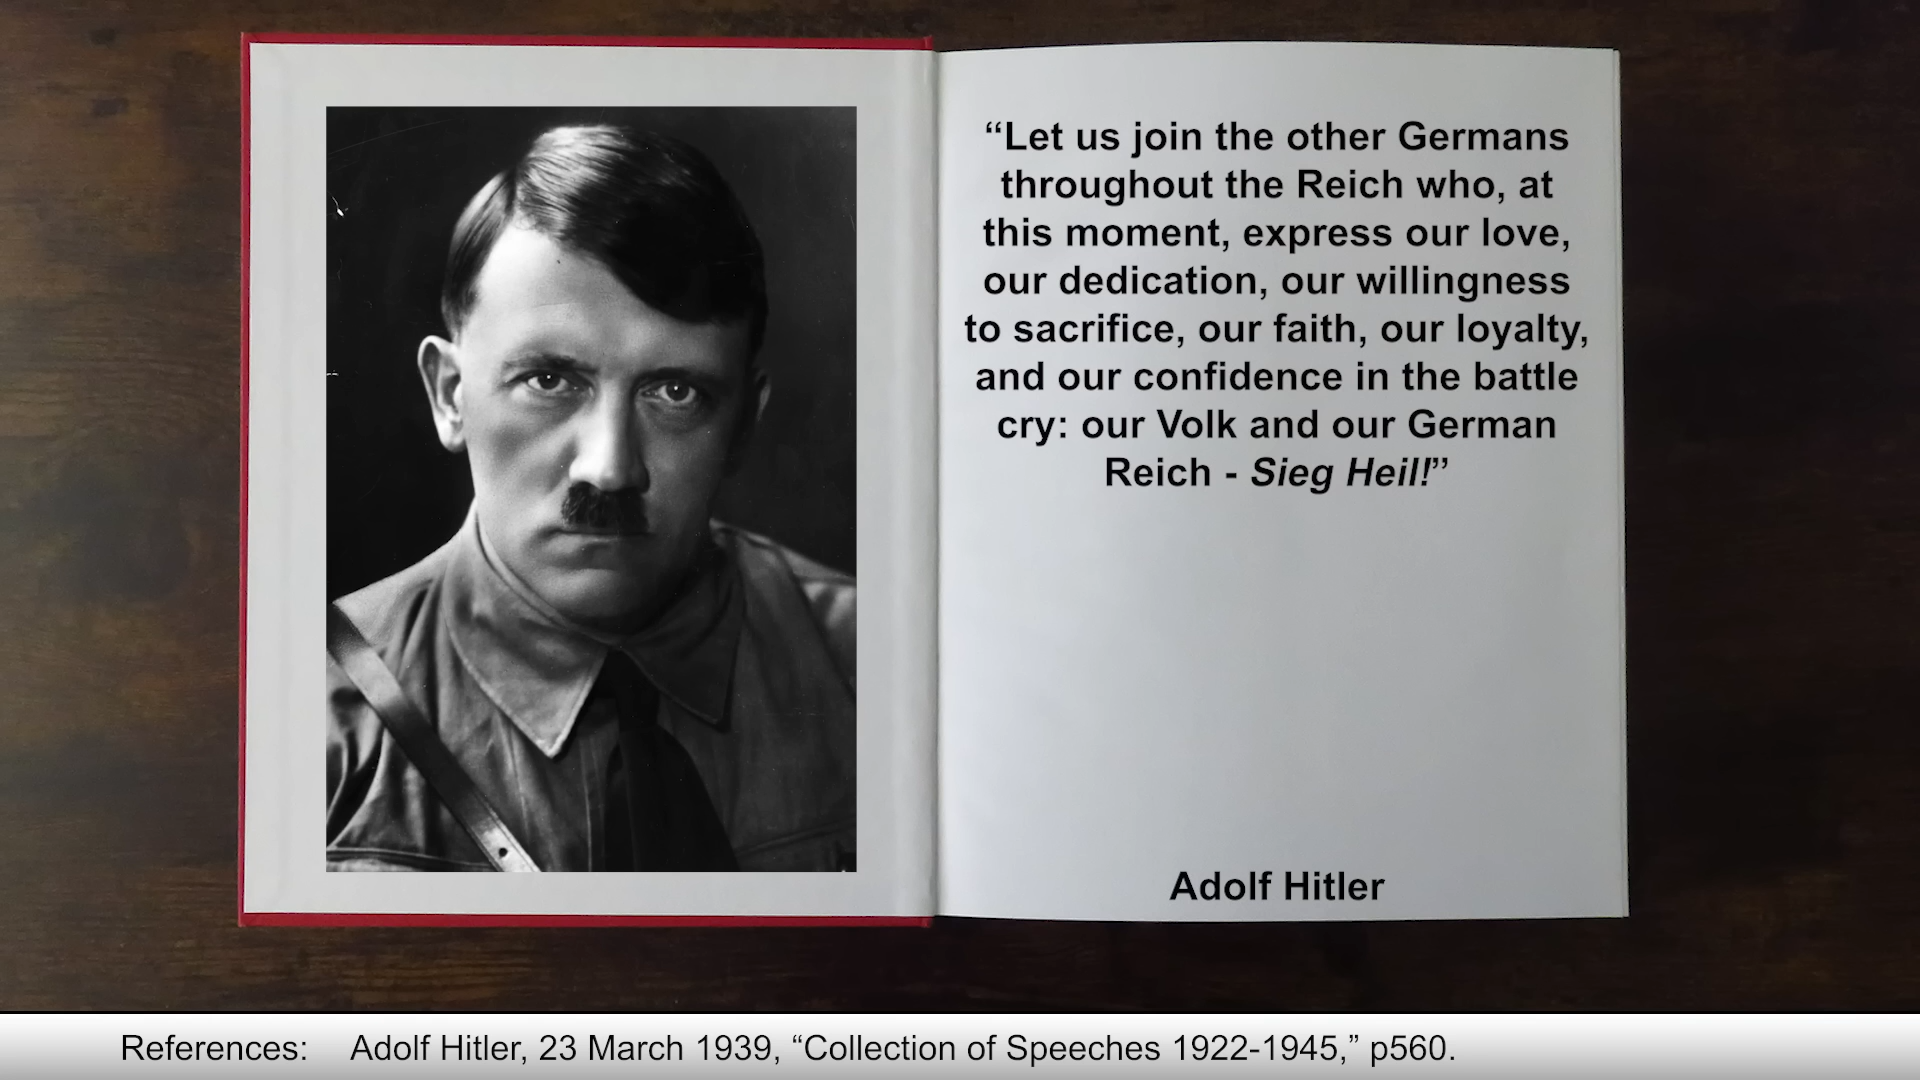 “Let us join the other Germans
throughout the Reich who, at
this moment, express our love,
our dedication, our willingness
to sacrifice, our faith, our loyalty,
and our confidence in the battle
cry: our Volk and our German
Reich - Sieg Heil!”
Adolf Hitler
References: Adolf Hitler, 23 March 1939, “Collection of Speeches 1922-1945,” p560.